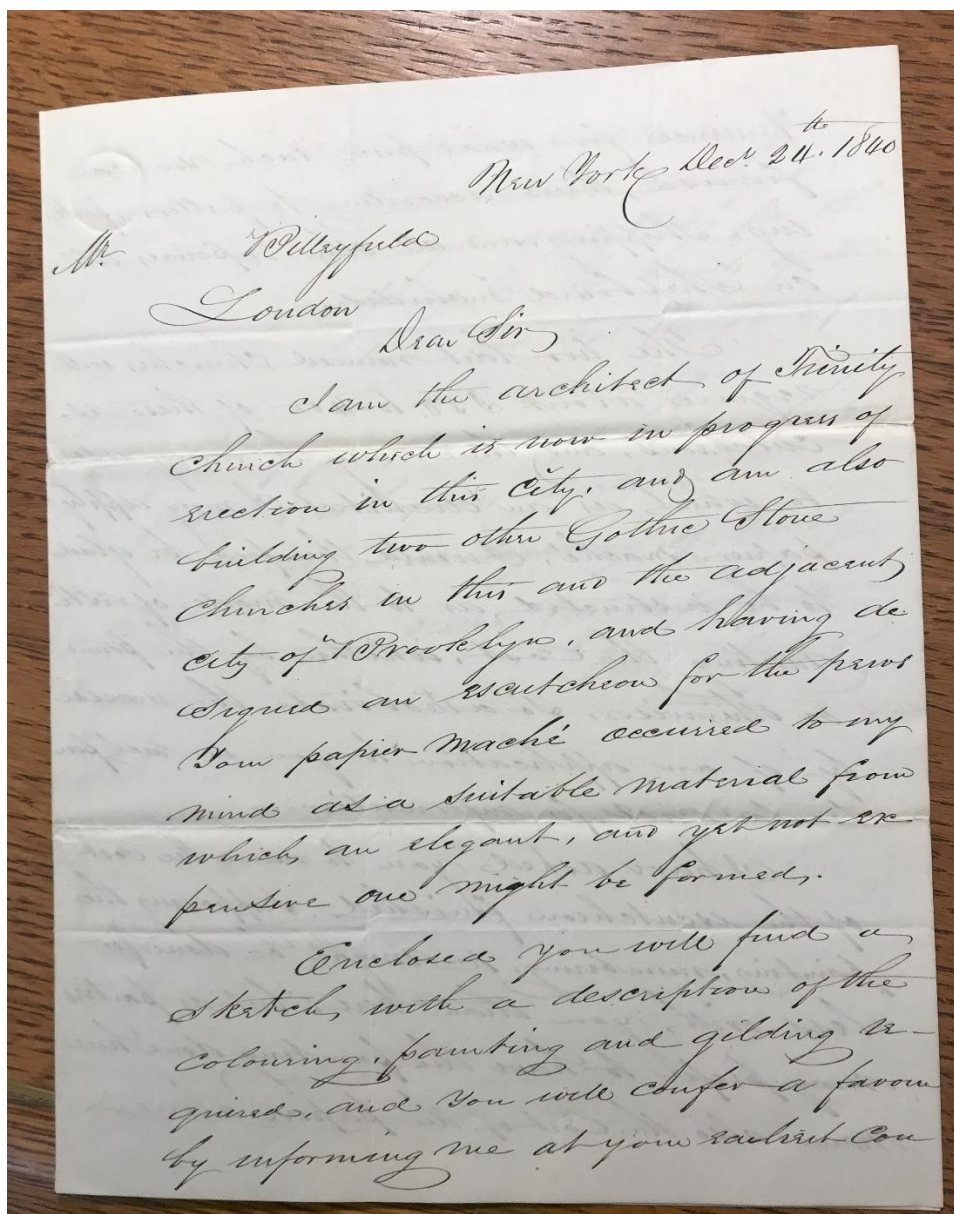 New York Decr. 24th. 1840
Mr. Billeyfield
London
Dear Sir
I am the architect of Trinity
church which is now in progress of
erection in this City, and am also
building two other Gothic Stone
churches in this and the adjacent
city of Brooklyn, and having de
signed an escutcheon for the pews
Your papier maché occurred to my
mind as a suitable material from
which an elegant, and yet not ex
pensive one might be formed.
Enclosed you will find a
sketch, with a description of the
colouring, painting and gilding re-
quired, and you will confer a favour
by informing me at your earliest con